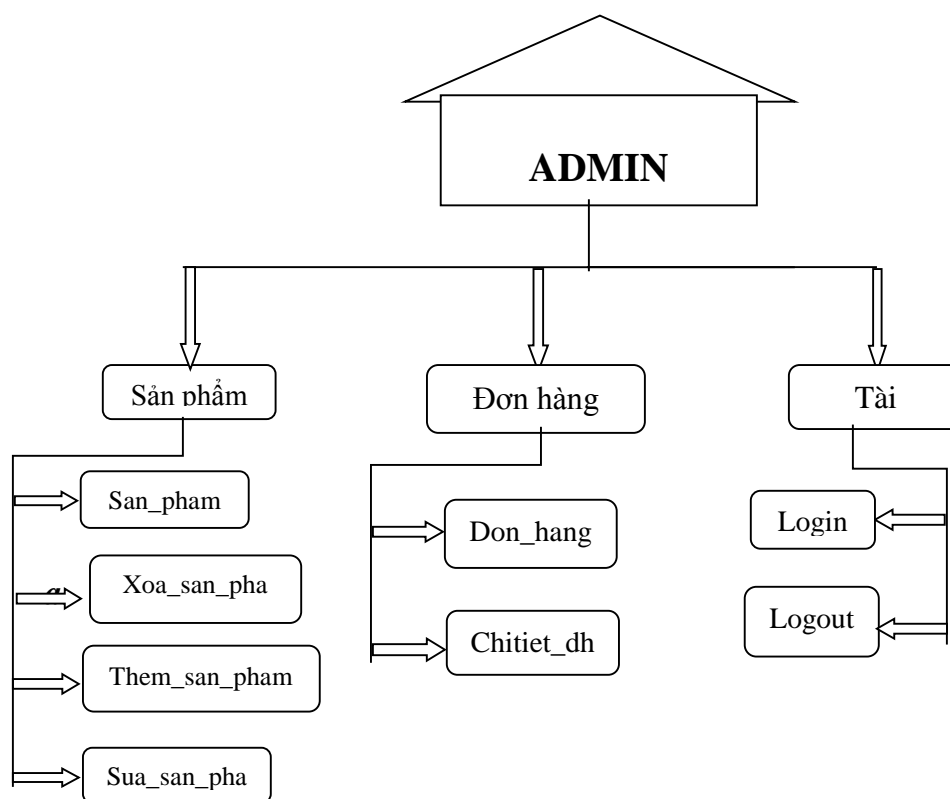 ADMIN
Sản phẩm
Đơn hàng
Tài
San_pham
Xoa_san_pha
Them_san_pham
Sua_san_pha
Don_hang
Chitiet_dh
Login
Logout